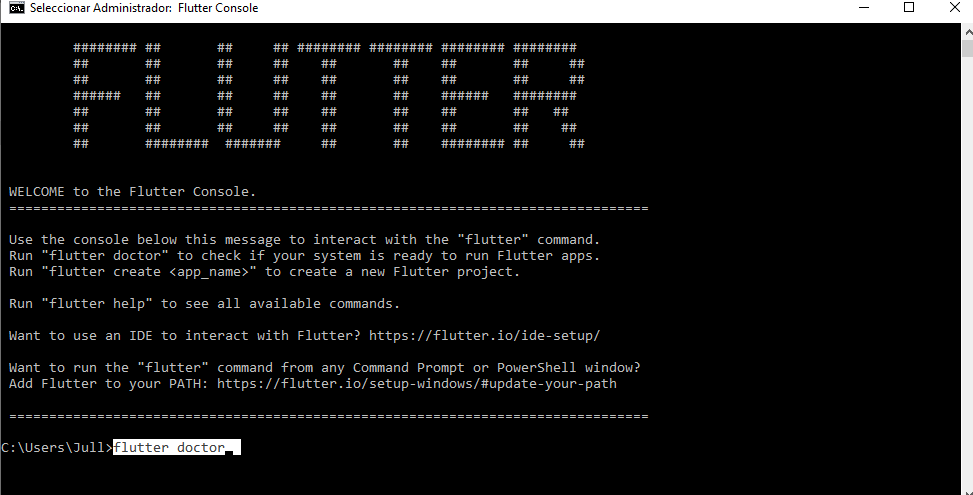 Seleccionar Administrador: Flutter Console
######## ##       ##     ## ######## ######## ######## ########
##       ##       ##     ##    ##       ##    ##       ##     ##
##       ##       ##     ##    ##       ##    ##       ##     ##
######   ##       ##     ##    ##       ##    ######   ########
##       ##       ##     ##    ##       ##    ##       ##   ##
##       ##       ##     ##    ##       ##    ##       ##    ##
##       ########  #######     ##       ##    ######## ##     ##
WELCOME to the Flutter Console.
================================================================================
Use the console below this message to interact with the "flutter" command.
Run "flutter doctor" to check if your system is ready to run Flutter apps.
Run "flutter create <app_name>" to create a new Flutter project.
Run "flutter help" to see all available commands.
Want to use an IDE to interact with Flutter? https://flutter.io/ide-setup/
Want to run the "flutter" command from any Command Prompt or PowerShell window?
Add Flutter to your PATH: https://flutter.io/setup-windows/#update-your-path
================================================================================
C:\Users\Jull>flutter doctor